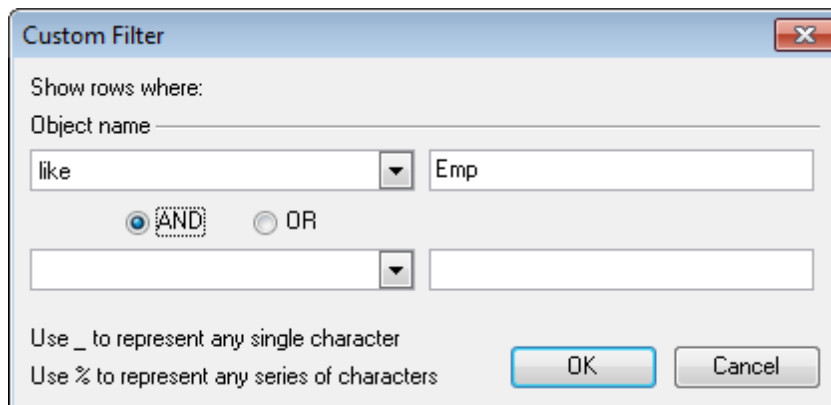 Custom Filter
Show rows where:
Object name
like Emp
AND OR
Use _ to represent any single character
Use % to represent any series of characters
OK Cancel